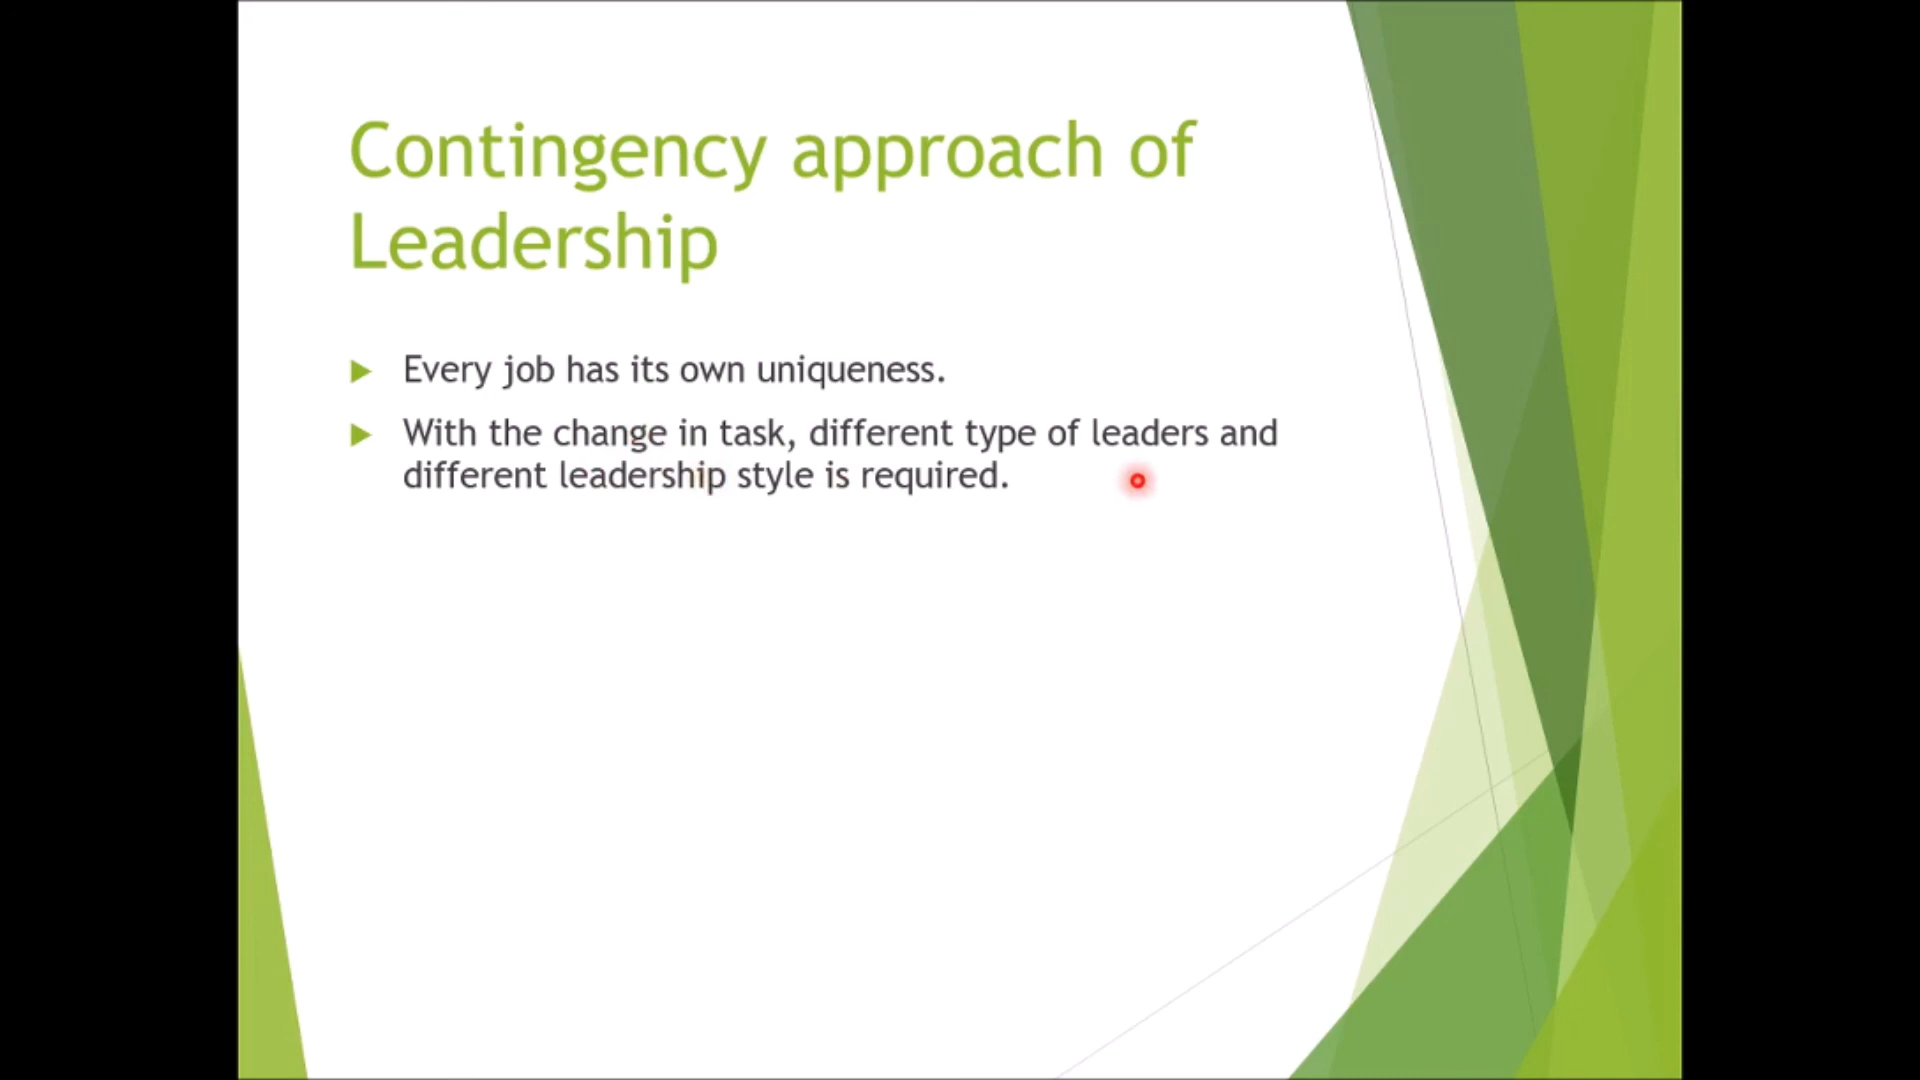 Contingency approach of
Leadership
Every job has its own uniqueness.
With the change in task, different type of leaders and
different leadership style is required.